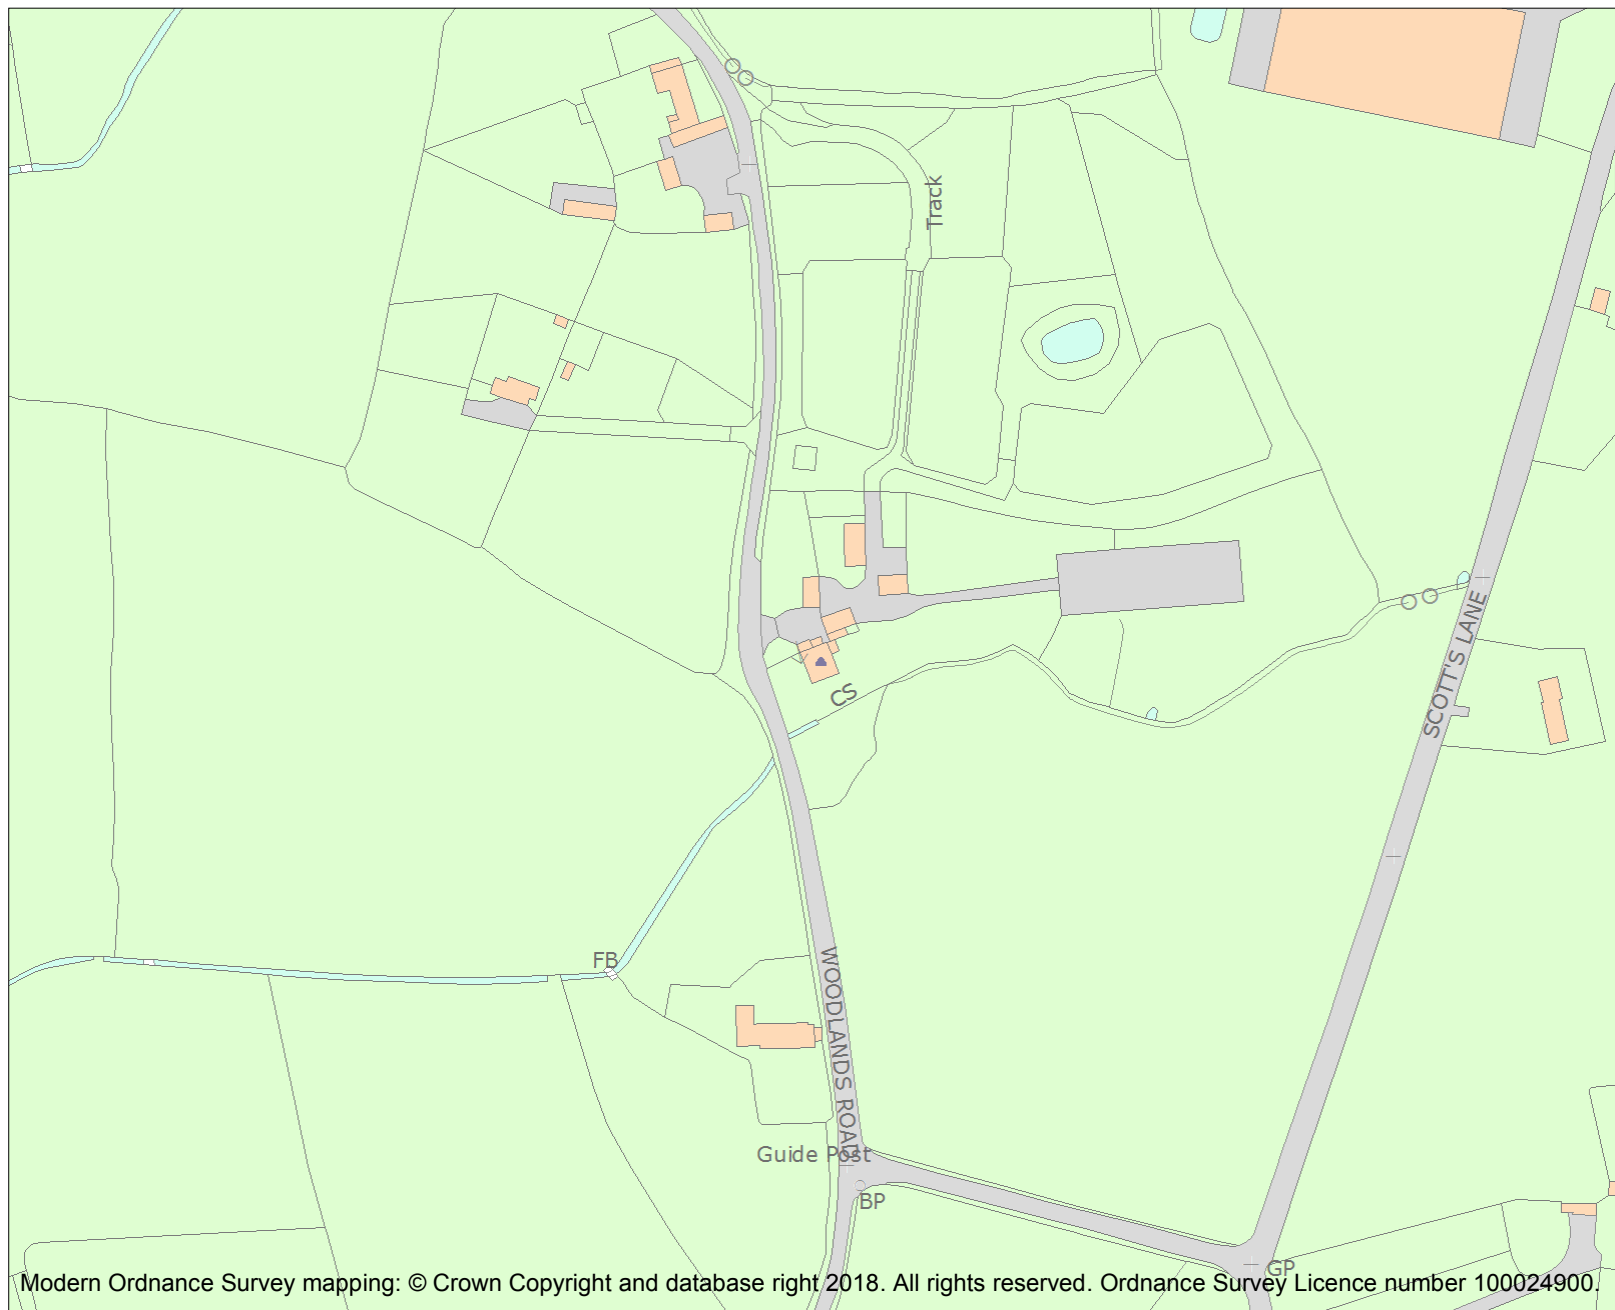 Track
SCOTT'S LANE
CS
FB
WOODLANDS ROAD
Guide Post
BP
GP
Modern Ordnance Survey mapping: © Crown Copyright and database right 2018. All rights reserved. Ordnance Survey Licence number 100024900.